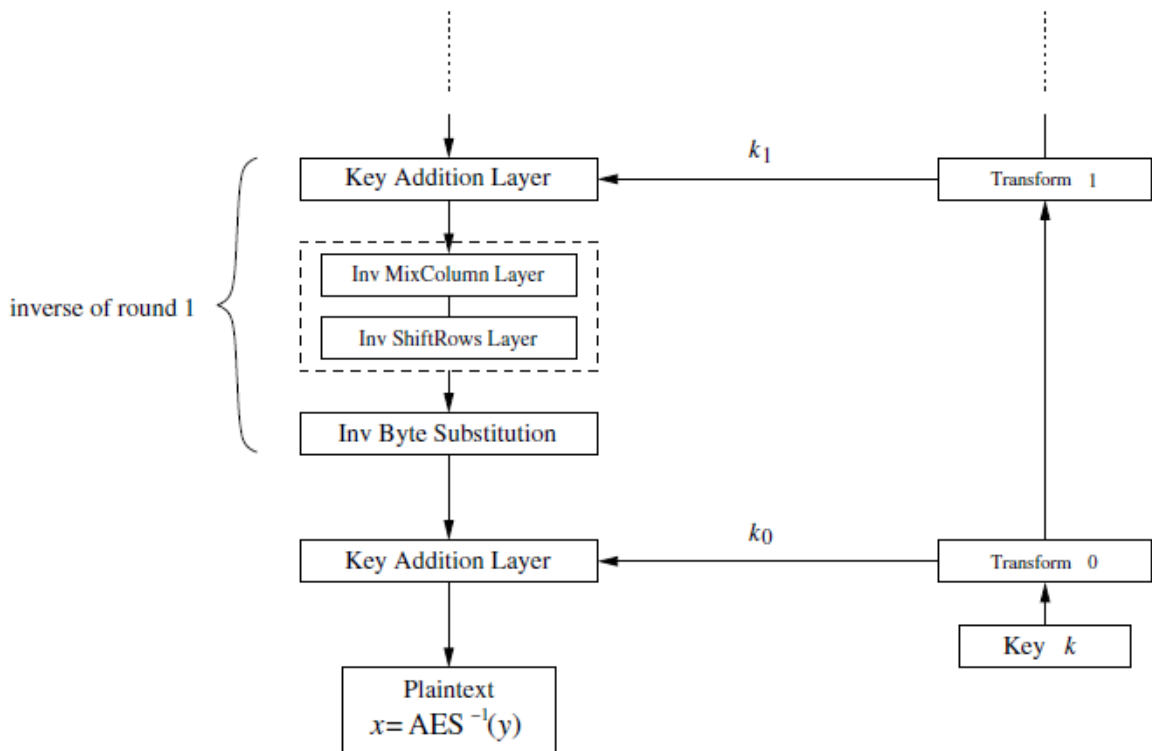 k₁
Key Addition Layer
Transform 1
Inv MixColumn Layer
inverse of round 1
Inv ShiftRows Layer
Inv Byte Substitution
k₀
Key Addition Layer
Transform 0
Key k
Plaintext
x= AES ⁻¹(y)